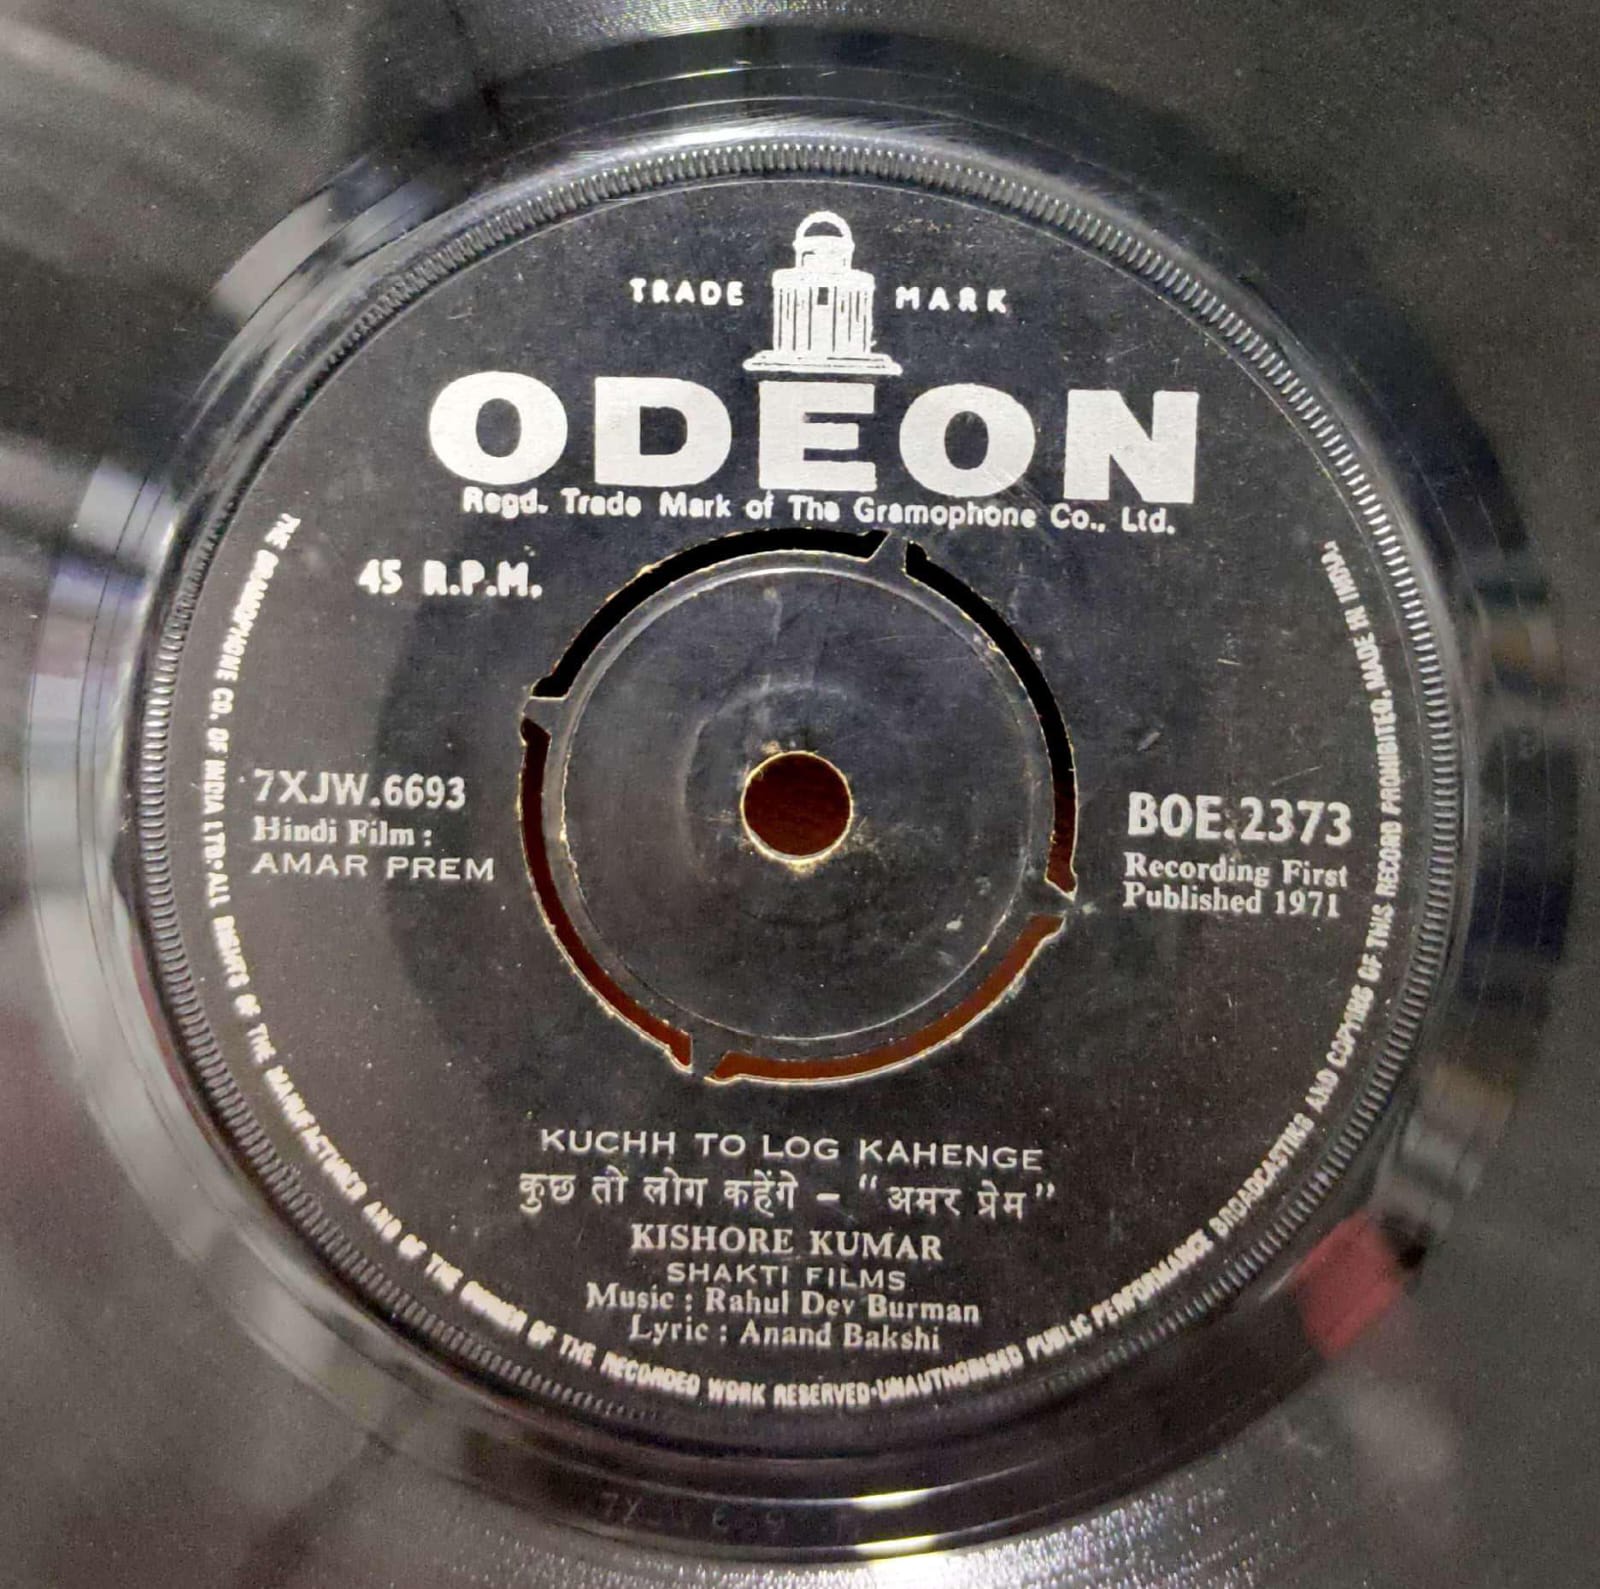 TRADE MARK
ODEON
Regd. Trade Mark of The Gramophone Co., Ltd.
45 R.P.M.
7XJW.6693
Hindi Film :
AMAR PREM
BOE.2373
Recording First
Published 1971
KUCHH TO LOG KAHENGE
कुछ तो लोग कहेंगे – "अमर प्रेम"
KISHORE KUMAR
SHAKTI FILMS
Music : Rahul Dev Burman
Lyric : Anand Bakshi
THE GRAMOPHONE CO. OF INDIA LTD. ALL RIGHTS OF THE MANUFACTURER AND OF THE OWNER OF THE RECORDED WORK RESERVED·UNAUTHORISED PUBLIC PERFORMANCE BROADCASTING AND COPYING OF THIS RECORD PROHIBITED. MADE IN INDIA.